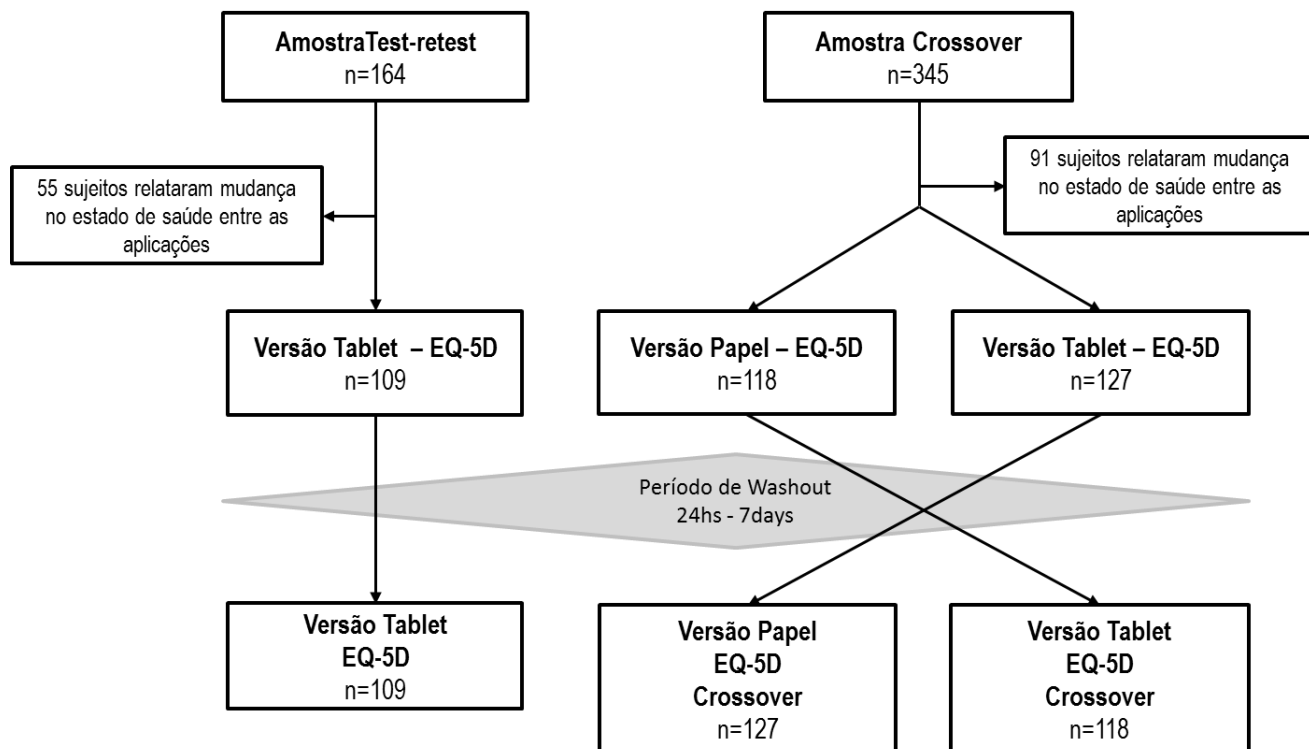 AmostraTest-retest
n=164
Amostra Crossover
n=345
55 sujeitos relataram mudança
no estado de saúde entre as
aplicações
91 sujeitos relataram mudança
no estado de saúde entre as
aplicações
Versão Tablet – EQ-5D
n=109
Versão Papel – EQ-5D
n=118
Versão Tablet – EQ-5D
n=127
Período de Washout
24hs - 7days
Versão Tablet
EQ-5D
n=109
Versão Papel
EQ-5D
Crossover
n=127
Versão Tablet
EQ-5D
Crossover
n=118